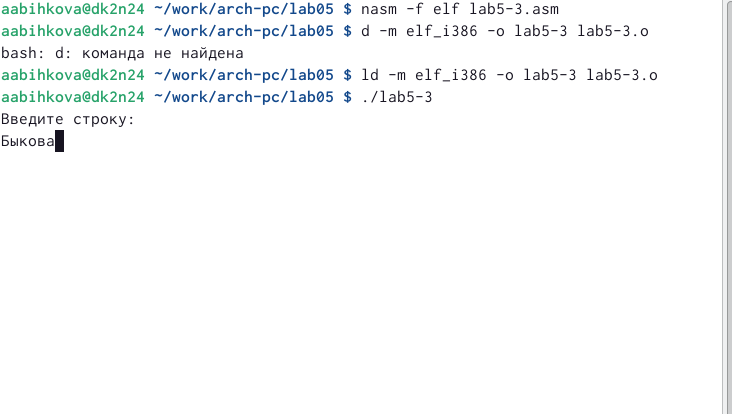 aabihkova@dk2n24 ~/work/arch-pc/lab05 $ nasm -f elf lab5-3.asm
aabihkova@dk2n24 ~/work/arch-pc/lab05 $ d -m elf_i386 -o lab5-3 lab5-3.o
bash: d: команда не найдена
aabihkova@dk2n24 ~/work/arch-pc/lab05 $ ld -m elf_i386 -o lab5-3 lab5-3.o
aabihkova@dk2n24 ~/work/arch-pc/lab05 $ ./lab5-3
Введите строку:
Быкова